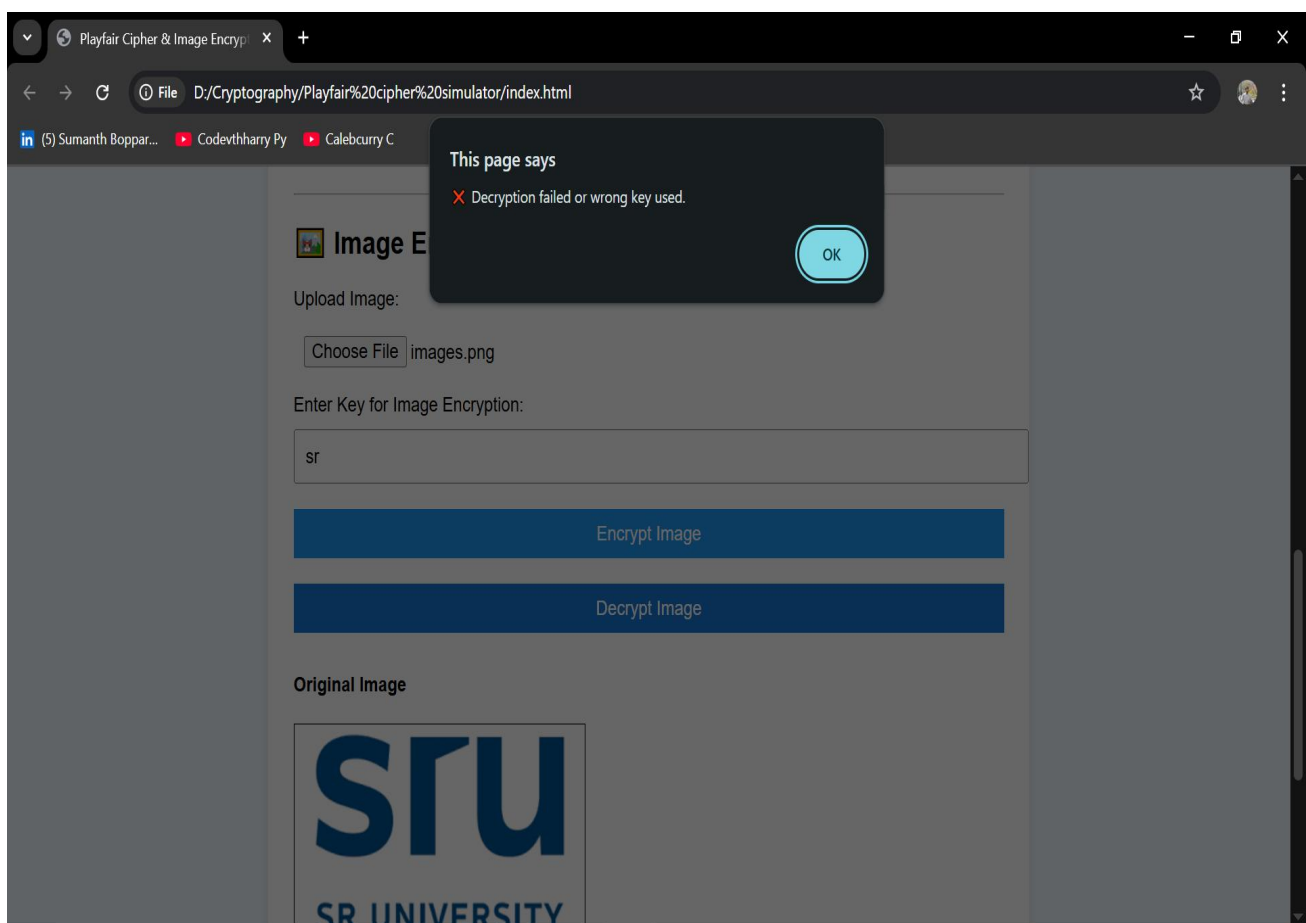 Playfair Cipher & Image Encrypt
File D:/Cryptography/Playfair%20cipher%20simulator/index.html
in (5) Sumanth Boppar... Codevthharry Py Calebcurry C
This page says
❌ Decryption failed or wrong key used.
OK
Image E
Upload Image:
Choose File images.png
Enter Key for Image Encryption:
sr
Encrypt Image
Decrypt Image
Original Image
sru
SR UNIVERSITY